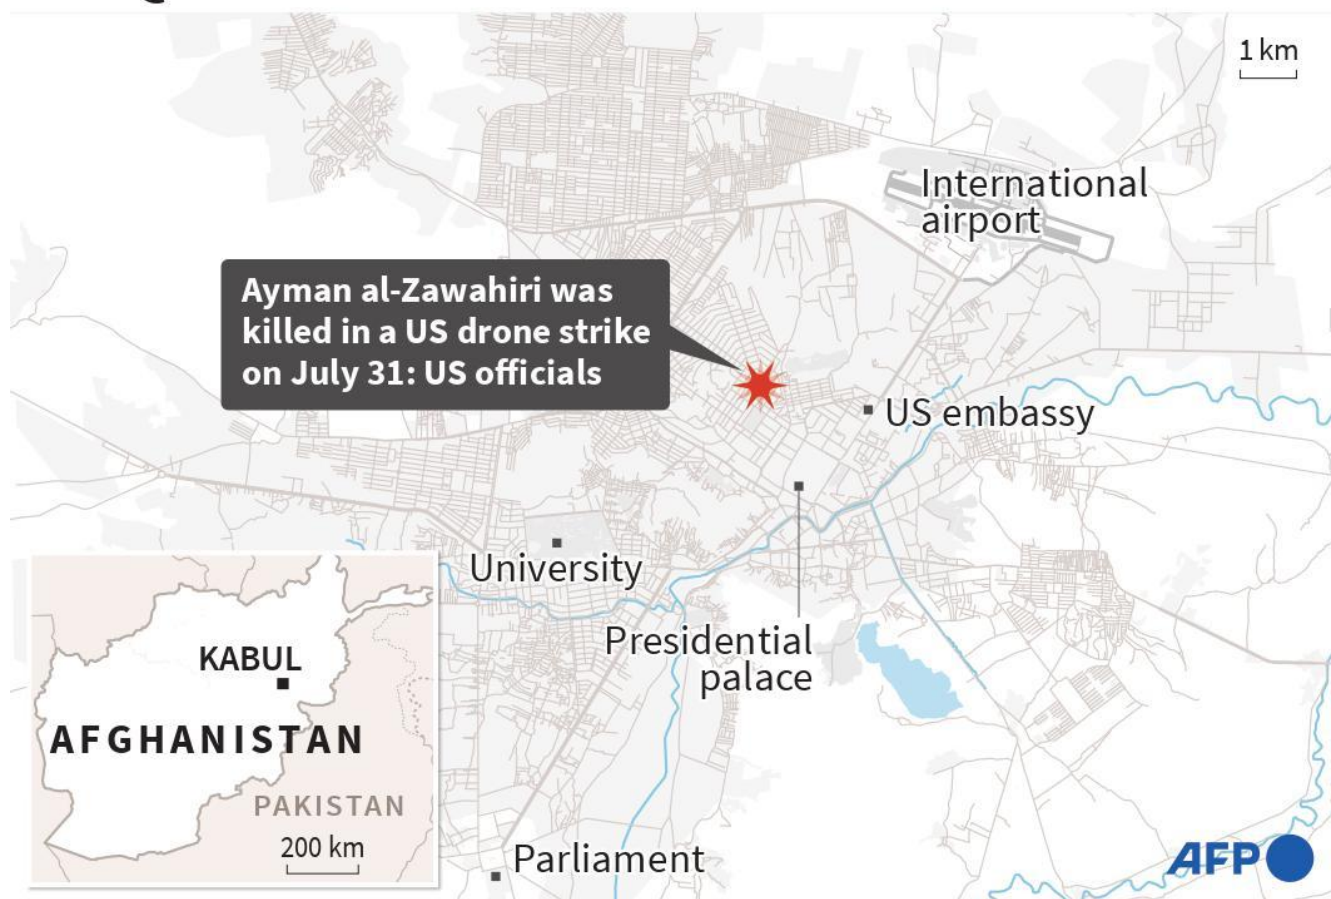 1 km
International
airport
Ayman al-Zawahiri was
killed in a US drone strike
on July 31: US officials
US embassy
University
Presidential
palace
KABUL
AFGHANISTAN
PAKISTAN
200 km
Parliament
AFP